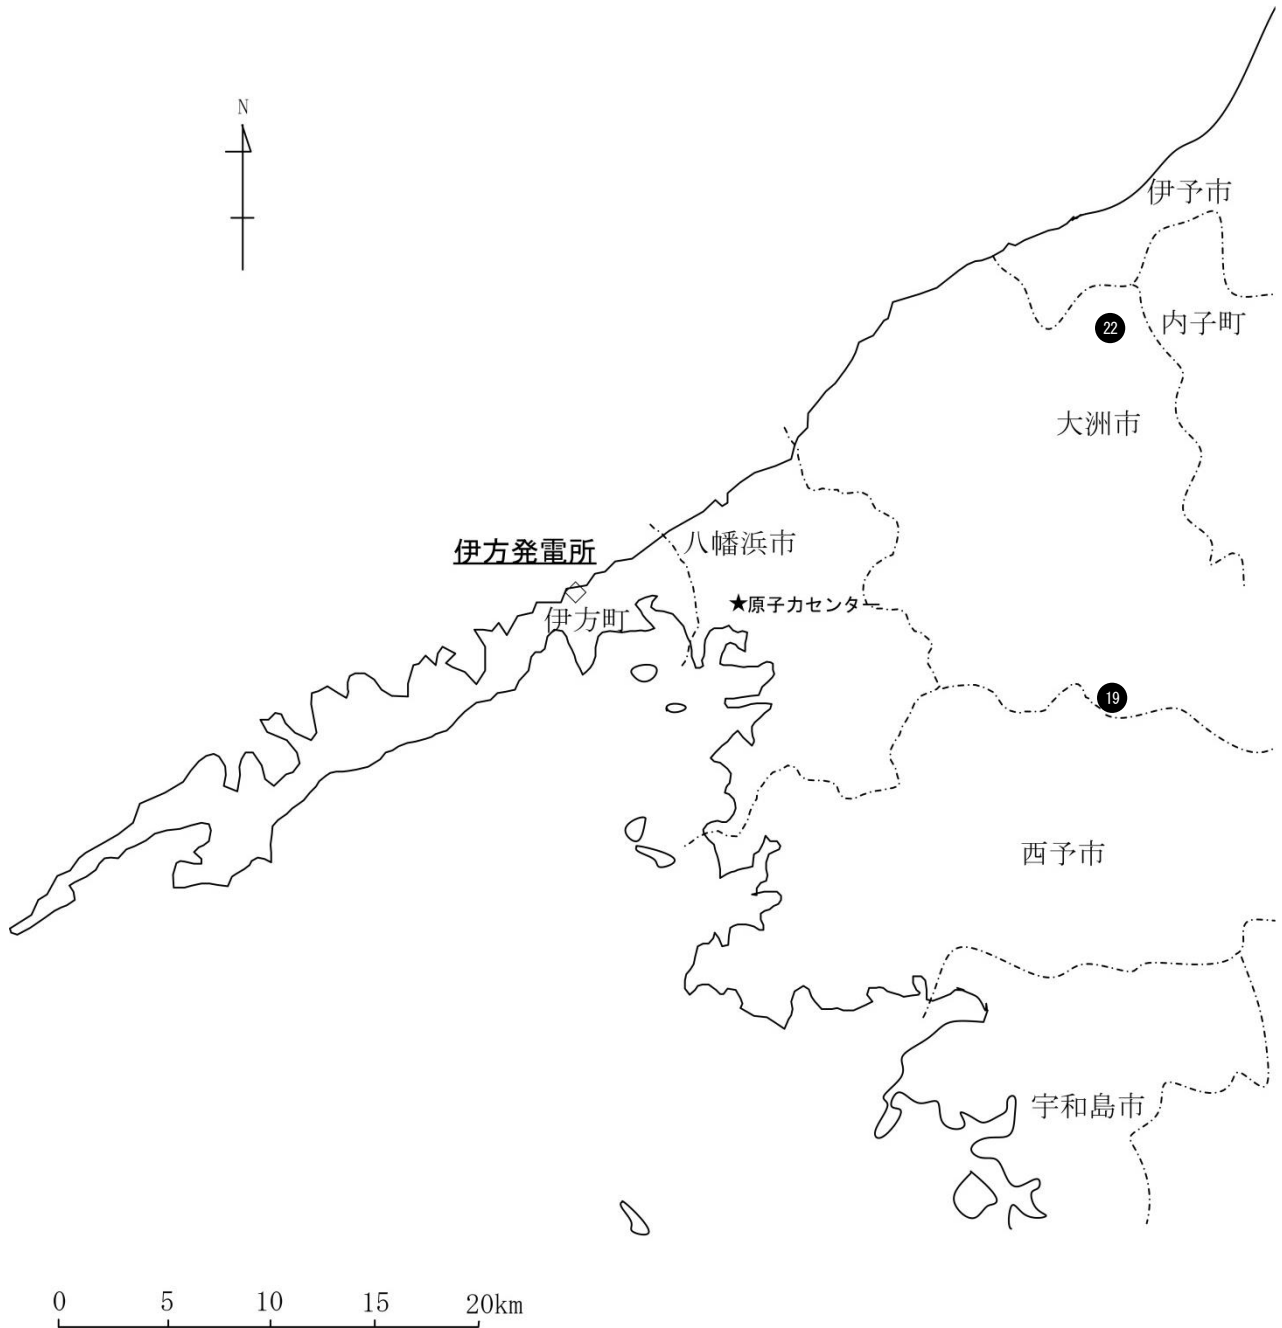 N
伊予市
22
内子町
大洲市
八幡浜市
伊方発電所
★原子力センター
伊方町
19
西予市
宇和島市
0 5 10 15 20km